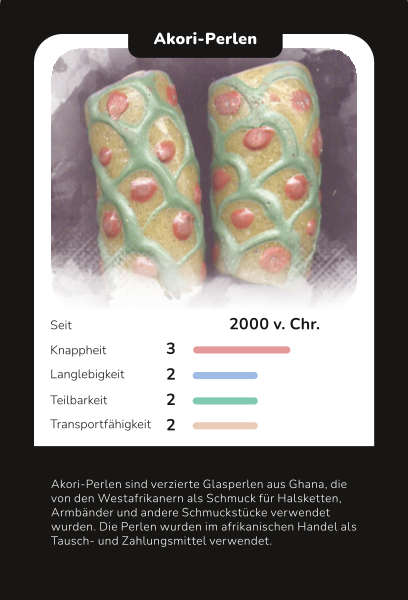 Akori-Perlen
Seit 2000 v. Chr.
Knappheit 3
Langlebigkeit 2
Teilbarkeit 2
Transportfähigkeit 2
Akori-Perlen sind verzierte Glasperlen aus Ghana, die
von den Westafrikanern als Schmuck für Halsketten,
Armbänder und andere Schmuckstücke verwendet
wurden. Die Perlen wurden im afrikanischen Handel als
Tausch- und Zahlungsmittel verwendet.